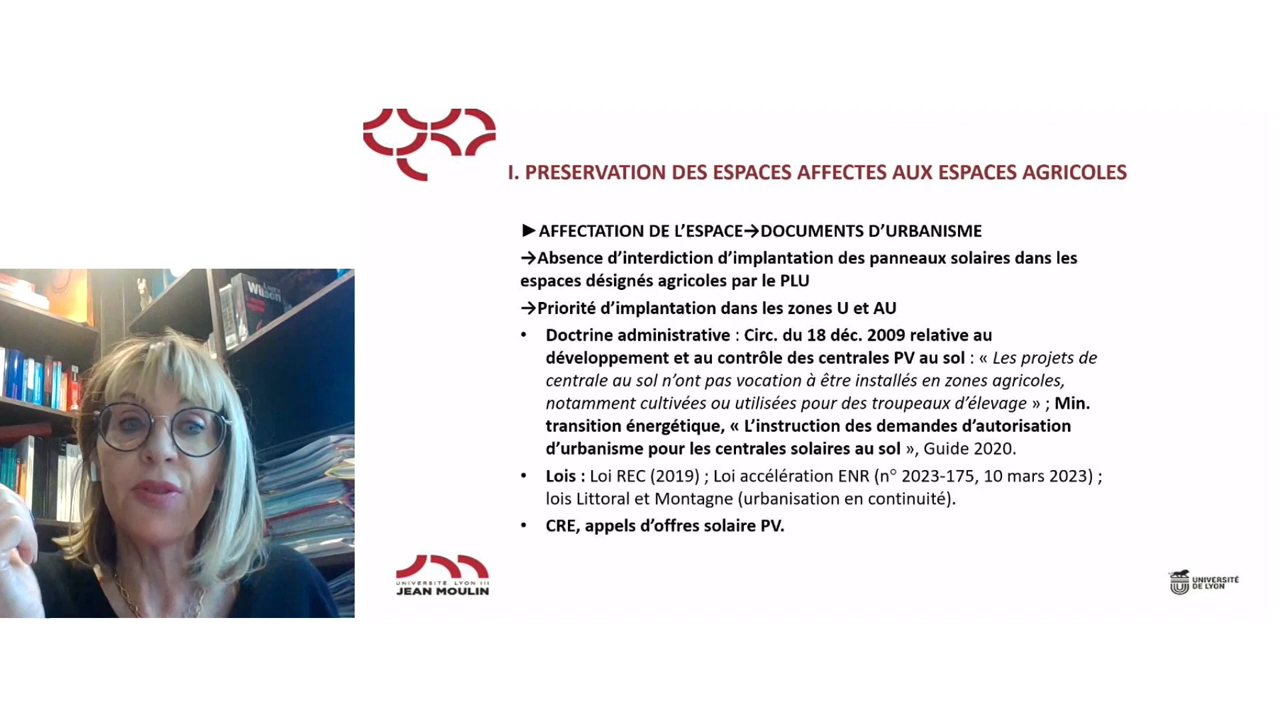 I. PRESERVATION DES ESPACES AFFECTES AUX ESPACES AGRICOLES
►AFFECTATION DE L’ESPACE→DOCUMENTS D’URBANISME
→Absence d’interdiction d’implantation des panneaux solaires dans les
espaces désignés agricoles par le PLU
→Priorité d’implantation dans les zones U et AU
• Doctrine administrative : Circ. du 18 déc. 2009 relative au
développement et au contrôle des centrales PV au sol : « Les projets de
centrale au sol n’ont pas vocation à être installés en zones agricoles,
notamment cultivées ou utilisées pour des troupeaux d’élevage » ; Min.
transition énergétique, « L’instruction des demandes d’autorisation
d’urbanisme pour les centrales solaires au sol », Guide 2020.
• Lois : Loi REC (2019) ; Loi accélération ENR (n° 2023-175, 10 mars 2023) ;
lois Littoral et Montagne (urbanisation en continuité).
• CRE, appels d’offres solaire PV.
UNIVERSITÉ LYON III
JEAN MOULIN
UNIVERSITÉ
DE LYON
Wilson